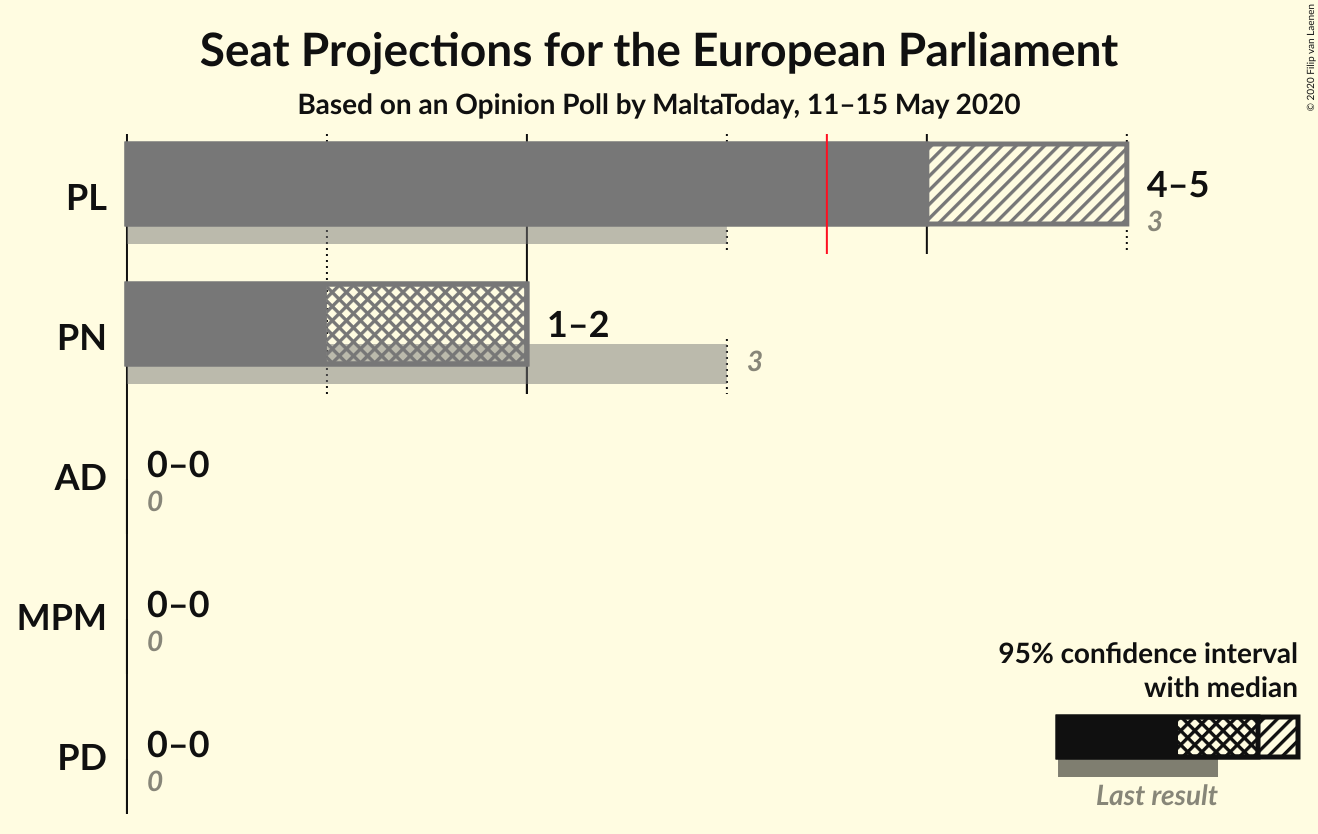 Seat Projections for the European Parliament
Based on an Opinion Poll by MaltaToday, 11–15 May 2020
© 2020 Filip van Laenen
PL
4–5
3
PN
1–2
3
AD
0–0
0
MPM
0–0
0
PD
0–0
0
95% confidence interval
with median
Last result